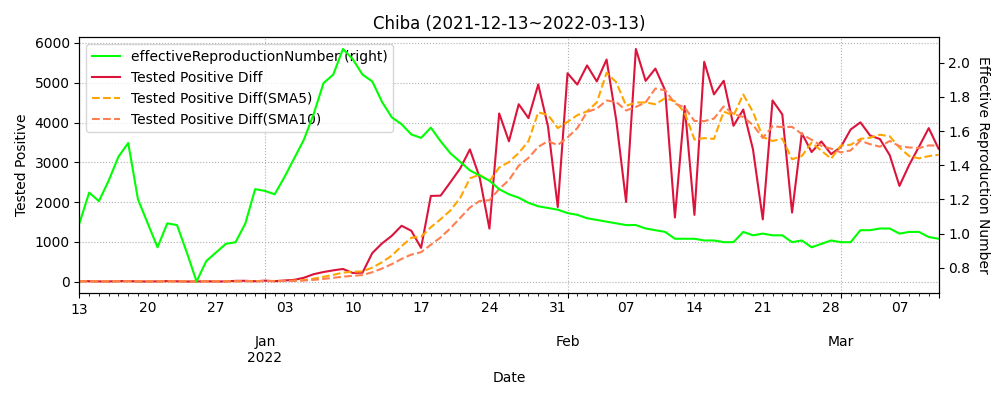 Chiba (2021-12-13~2022-03-13)
effectiveReproductionNumber (right)
Tested Positive Diff
Tested Positive Diff(SMA5)
Tested Positive Diff(SMA10)
Tested Positive
6000
5000
4000
3000
2000
1000
0
Effective Reproduction Number
2.0
1.8
1.6
1.4
1.2
1.0
0.8
13 20 27 03 10 17 24 31 07 14 21 28 07
Jan Feb Mar
2022
Date